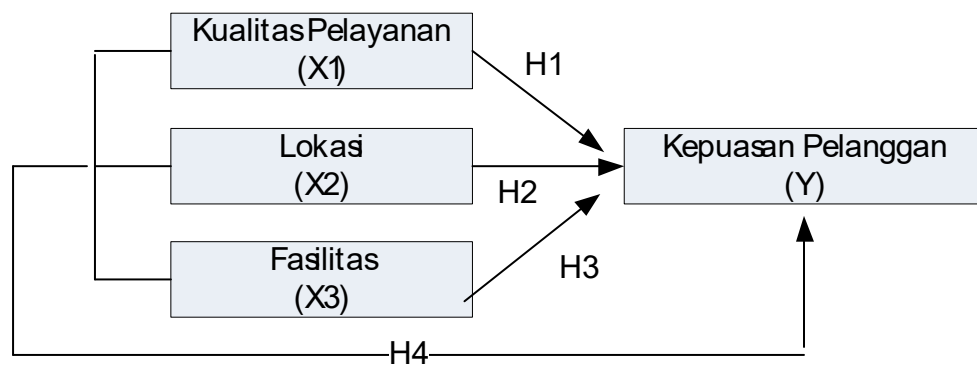 Kualitas Pelayanan
(X1)
H1
Lokasi
(X2)
H2
Kepuasan Pelanggan
(Y)
Fasilitas
(X3)
H3
H4